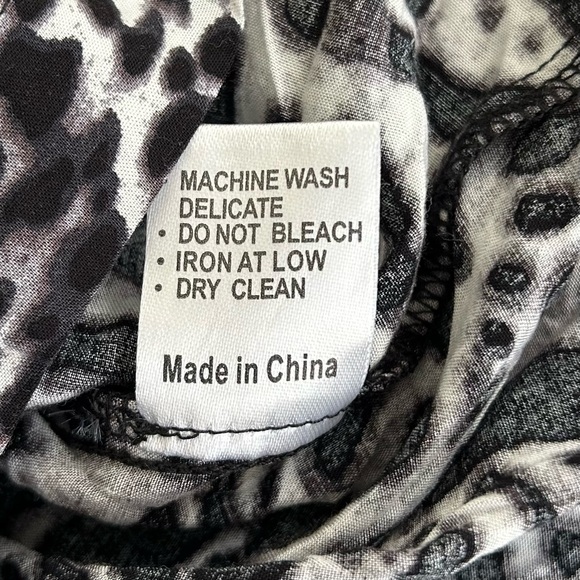 MACHINE WASH
DELICATE
• DO NOT BLEACH
• IRON AT LOW
• DRY CLEAN
Made in China